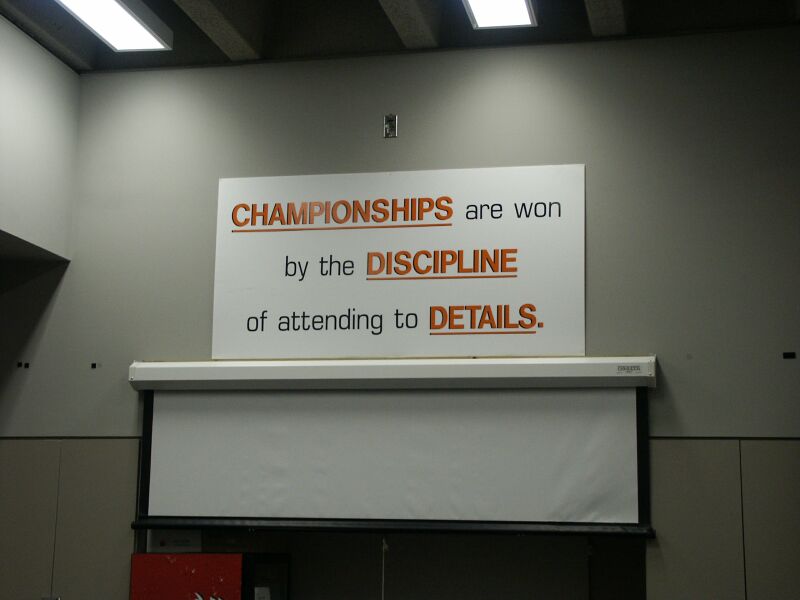 CHAMPIONSHIPS are won
by the DISCIPLINE
of attending to DETAILS.